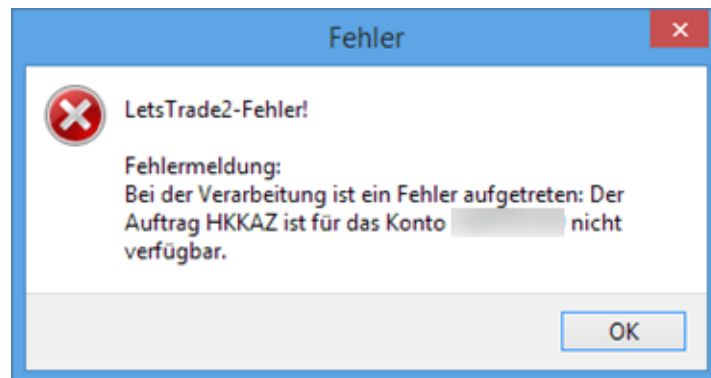 Fehler
LetsTrade2-Fehler!
Fehlermeldung:
Bei der Verarbeitung ist ein Fehler aufgetreten: Der
Auftrag HKKAZ ist für das Konto nicht
verfügbar.
OK